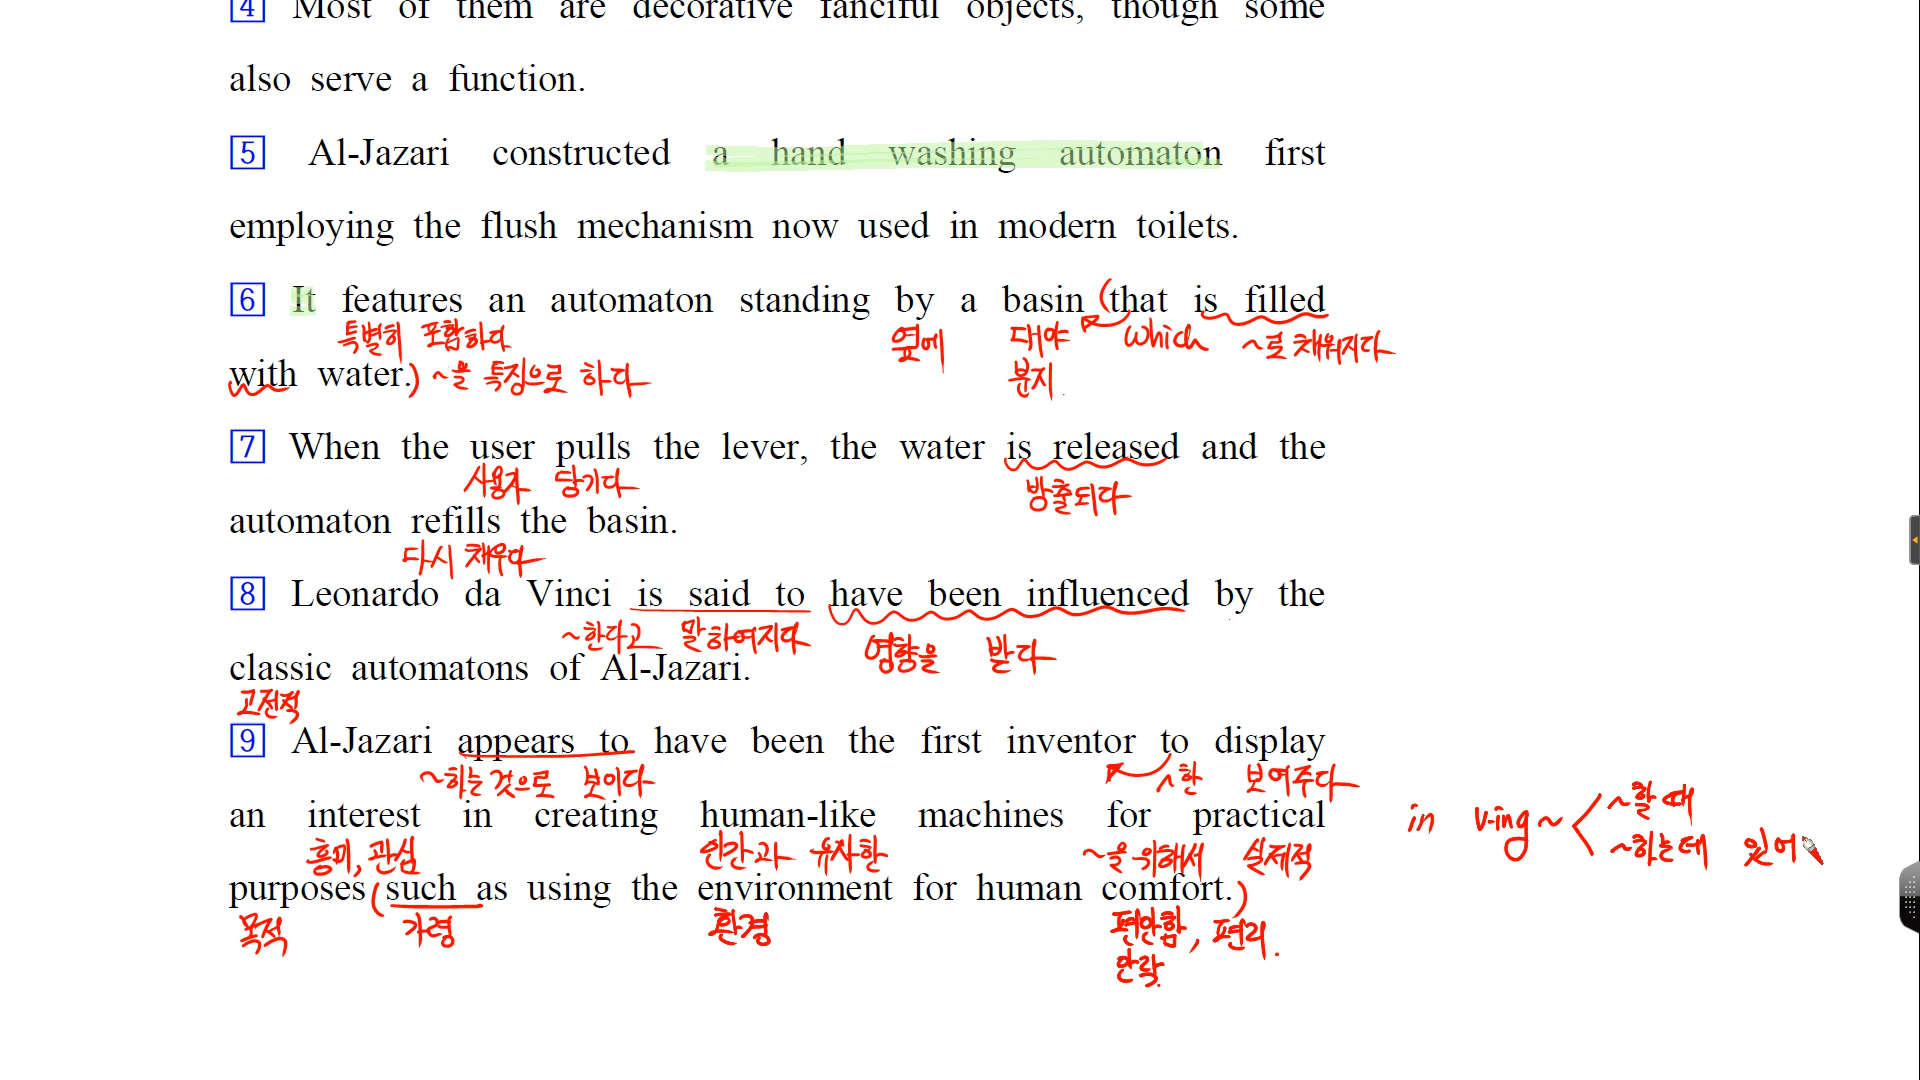 4 Most of them are decorative fanciful objects, though some
also serve a function.
5 Al-Jazari constructed a hand washing automaton first
employing the flush mechanism now used in modern toilets.
6 It features an automaton standing by a basin (that is filled
특별히 포함하다 옆에 대야 which ~로 채워지다
with water.) ~을 특징으로 하다 분지
7 When the user pulls the lever, the water is released and the
사용자 당기다 방출되다
automaton refills the basin.
다시 채우다
8 Leonardo da Vinci is said to have been influenced by the
~한다고 말하여지다 영향을 받다
classic automatons of Al-Jazari.
고전적
9 Al-Jazari appears to have been the first inventor to display
~하는 것으로 보이다 ~한 보여주다
an interest in creating human-like machines for practical in v-ing ~ ~할 때
흥미, 관심 인간과 유사한 ~을 위해서 실제적 ~하는데 있어
purposes (such as using the environment for human comfort.)
목적 가령 환경 편안함, 편리.
안락.